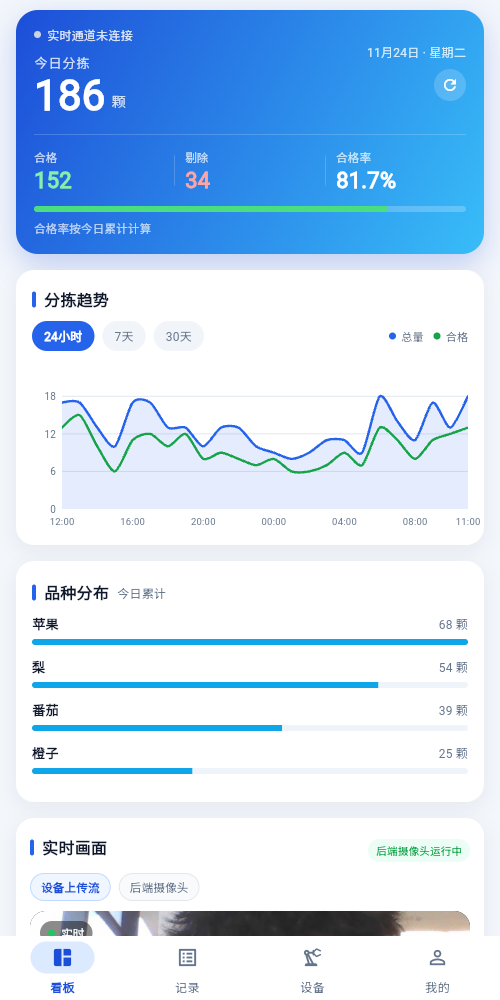 实时通道未连接
11月24日 · 星期二
今日分拣
186 颗
合格 剔除 合格率
152 34 81.7%
合格率按今日累计计算
分拣趋势
24小时 7天 30天 总量 合格
18
12
6
0
12:00 16:00 20:00 00:00 04:00 08:00 11:00
品种分布 今日累计
苹果 68 颗
梨 54 颗
番茄 39 颗
橙子 25 颗
实时画面 后端摄像头运行中
设备上传流 后端摄像头
实时
看板 记录 设备 我的